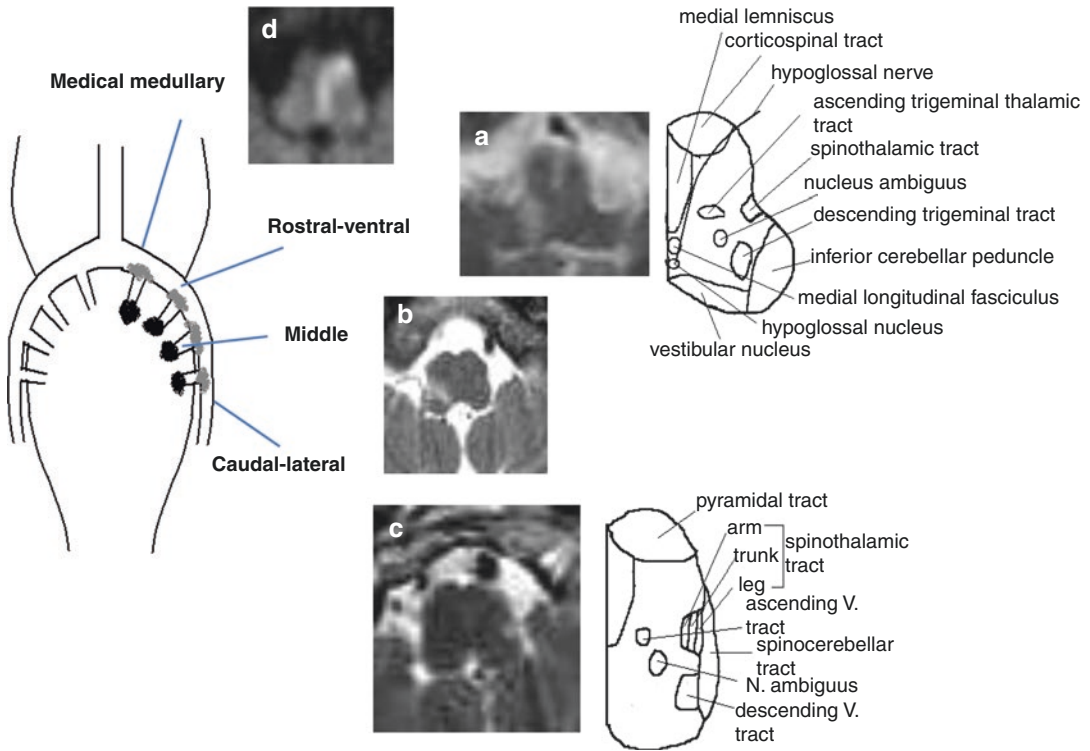 d
Medical medullary
Rostral-ventral
Middle
Caudal-lateral
a
medial lemniscus
corticospinal tract
hypoglossal nerve
ascending trigeminal thalamic
tract
spinothalamic tract
nucleus ambiguus
descending trigeminal tract
inferior cerebellar peduncle
medial longitudinal fasciculus
hypoglossal nucleus
vestibular nucleus
b
c
pyramidal tract
arm
trunk
leg
spinothalamic
tract
ascending V.
tract
spinocerebellar
tract
N. ambiguus
descending V.
tract